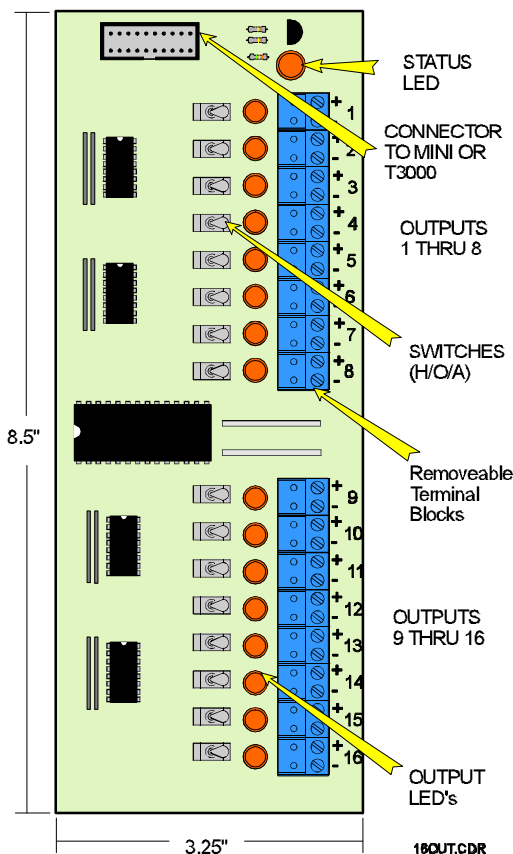 STATUS
LED
+
1
-
CONNECTOR
TO MINI OR
T3000
+
2
-
+
3
-
+
4
-
OUTPUTS
1 THRU 8
+
5
-
+
6
-
+
7
-
SWITCHES
(H/O/A)
+
8
-
8.5"
Removeable
Terminal
Blocks
+
9
-
+
10
-
+
11
-
+
12
-
OUTPUTS
9 THRU 16
+
13
-
+
14
-
+
15
-
+
16
-
OUTPUT
LED's
3.25"
16OUT.CDR